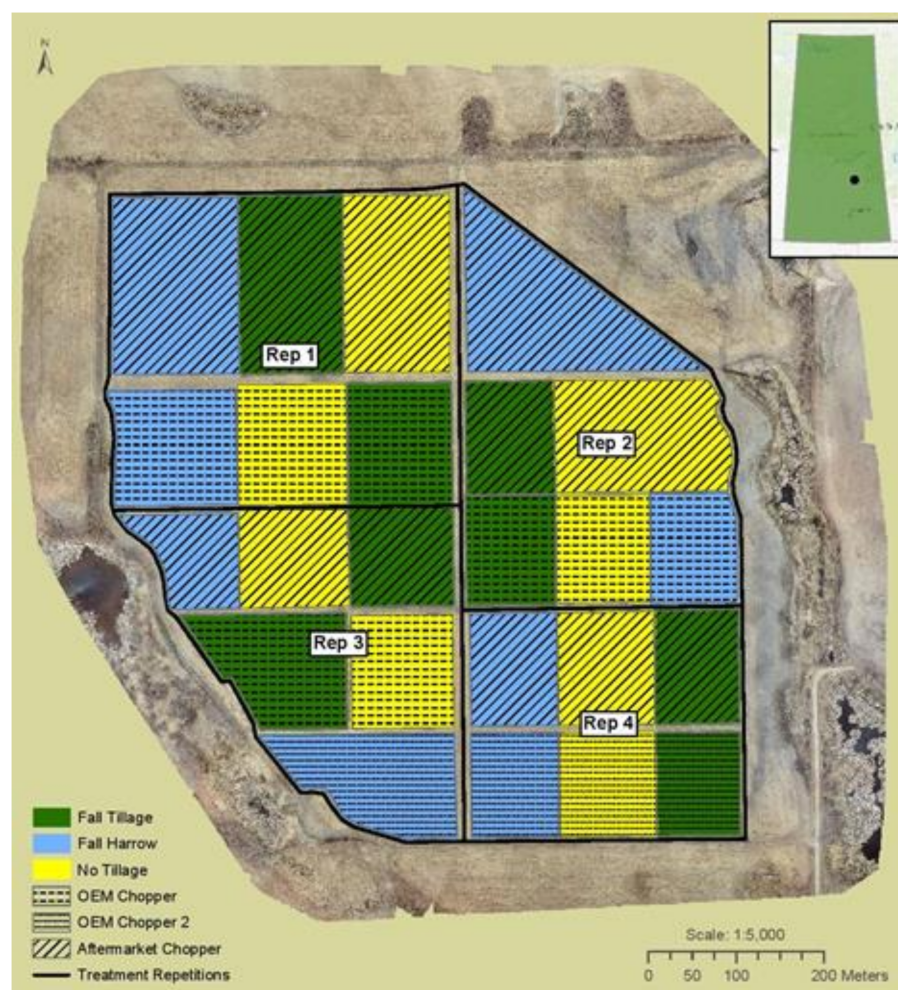 N
Rep 1
Rep 2
Rep 3
Rep 4
Fall Tillage
Fall Harrow
No Tillage
OEM Chopper
OEM Chopper 2
Aftermarket Chopper
Treatment Repetitions
Scale: 1:5,000
0 50 100 200 Meters